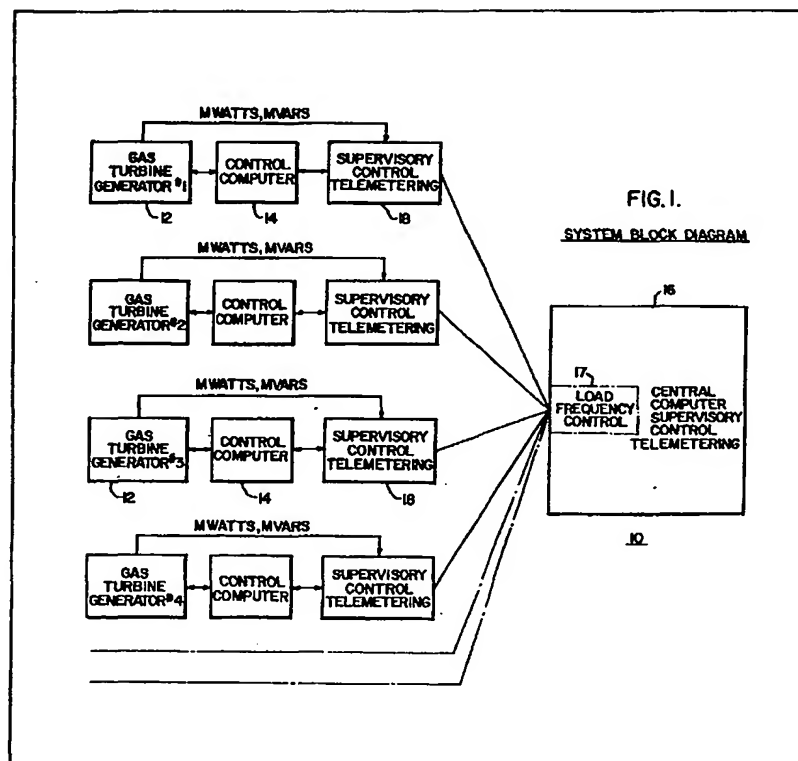 MWATTS, MVARS
GAS
TURBINE
GENERATOR #1
CONTROL
COMPUTER
SUPERVISORY
CONTROL
TELEMETERING
12
14
18
MWATTS, MVARS
GAS
TURBINE
GENERATOR #2
CONTROL
COMPUTER
SUPERVISORY
CONTROL
TELEMETERING
MWATTS, MVARS
GAS
TURBINE
GENERATOR #3
CONTROL
COMPUTER
SUPERVISORY
CONTROL
TELEMETERING
12
14
18
MWATTS, MVARS
GAS
TURBINE
GENERATOR #4
CONTROL
COMPUTER
SUPERVISORY
CONTROL
TELEMETERING
FIG. 1.
SYSTEM BLOCK DIAGRAM
16
17
LOAD
FREQUENCY
CONTROL
CENTRAL
COMPUTER
SUPERVISORY
CONTROL
TELEMETERING
10